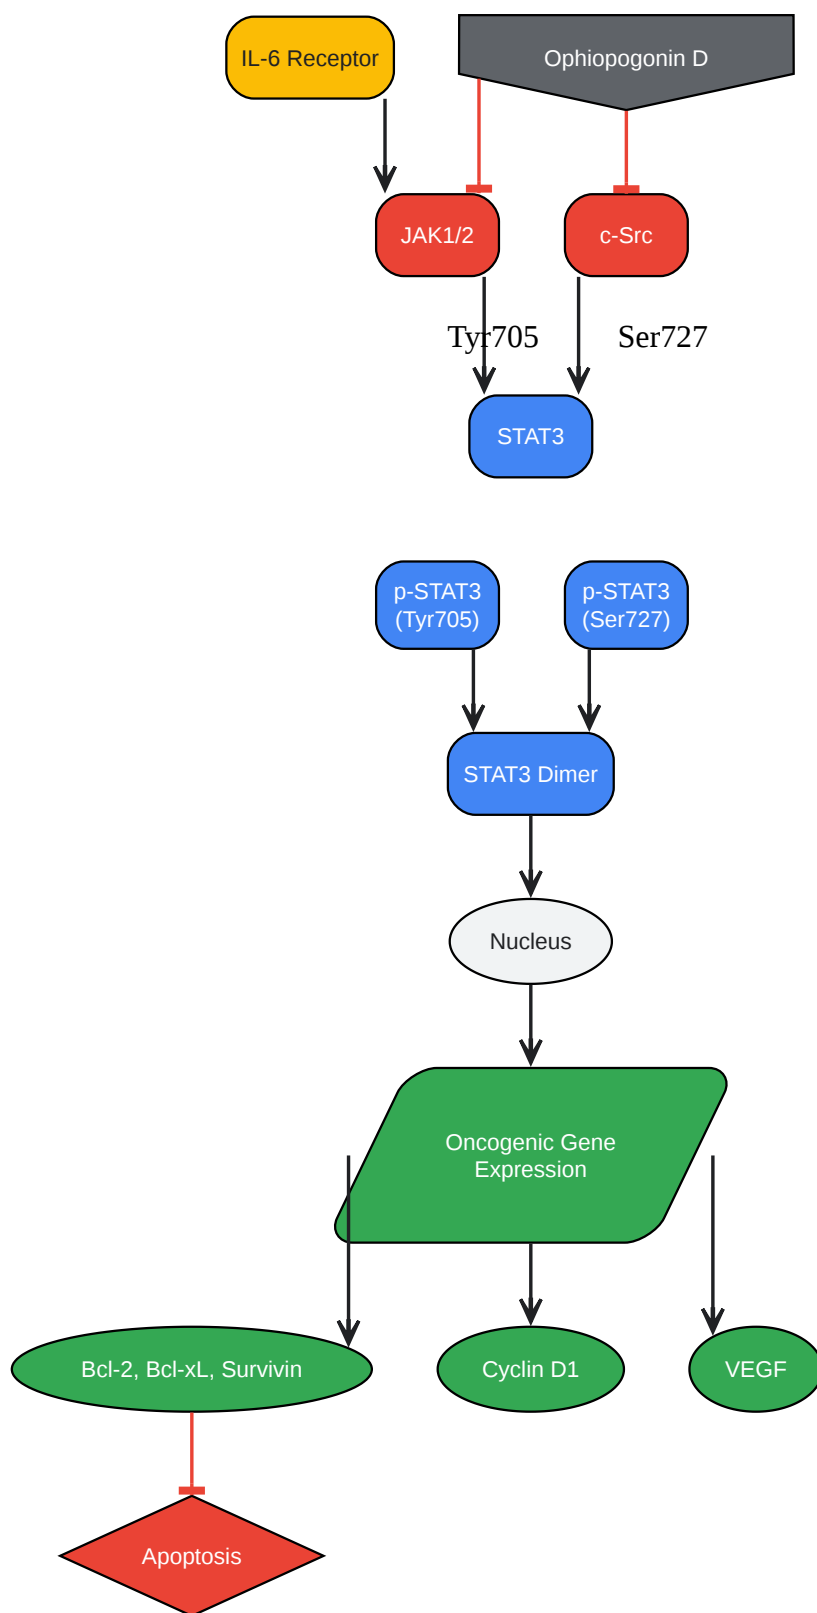 IL-6 Receptor
Ophiopogonin D
JAK1/2
c-Src
Tyr705
Ser727
STAT3
p-STAT3
(Tyr705)
p-STAT3
(Ser727)
STAT3 Dimer
Nucleus
Oncogenic Gene
Expression
Bcl-2, Bcl-xL, Survivin
Cyclin D1
VEGF
Apoptosis